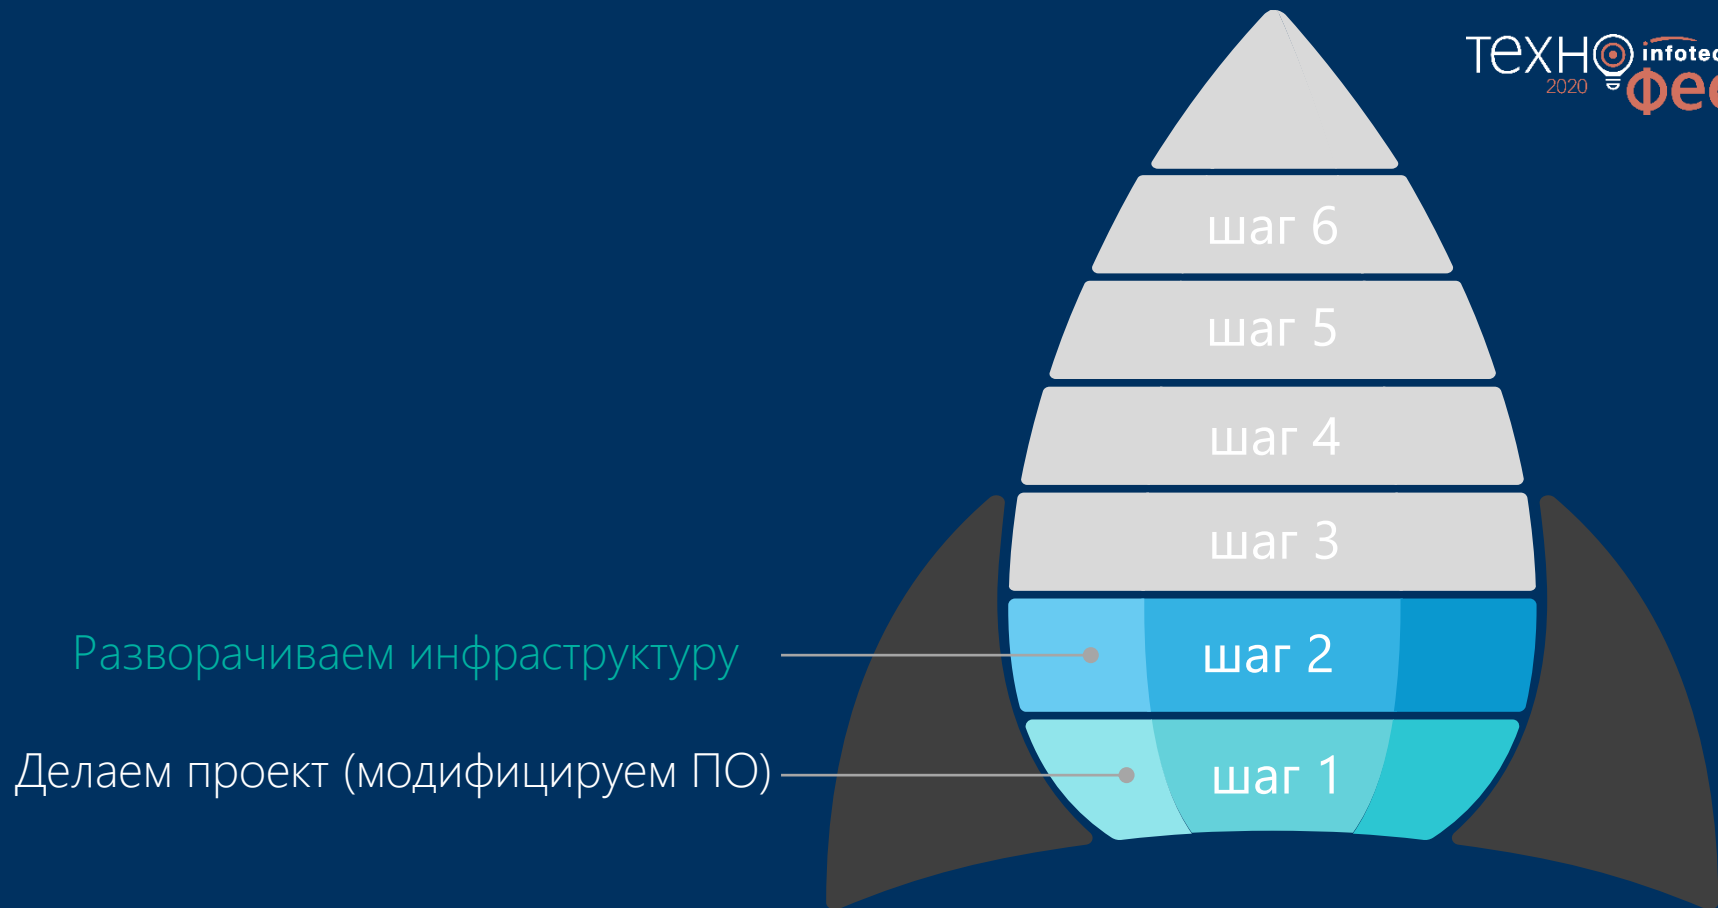 техно infotec
2020 фее
шаг 6
шаг 5
шаг 4
шаг 3
Разворачиваем инфраструктуру шаг 2
Делаем проект (модифицируем ПО) шаг 1